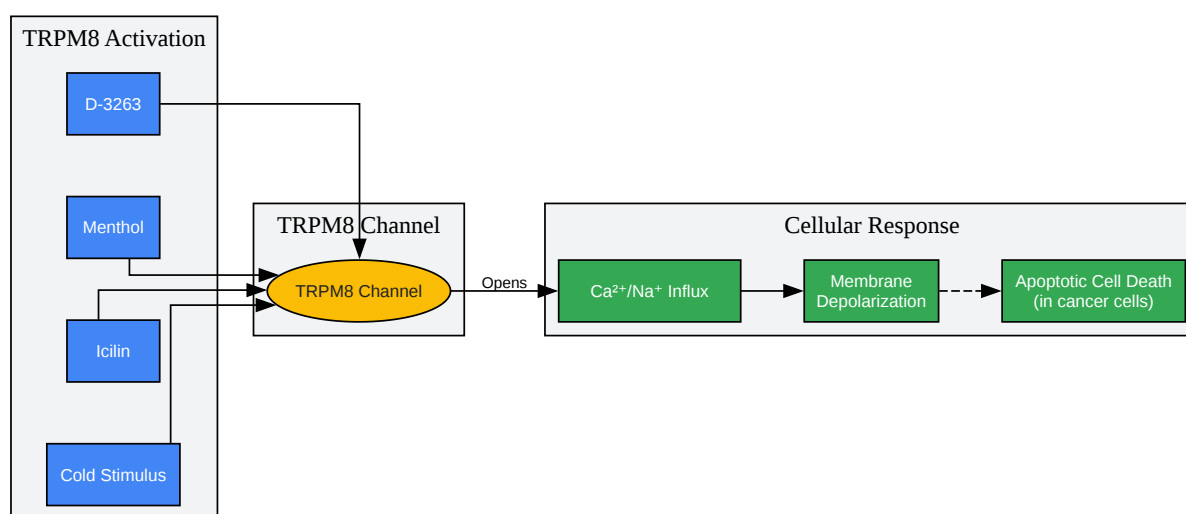 TRPM8 Activation
D-3263
Menthol
Icilin
Cold Stimulus
TRPM8 Channel
TRPM8 Channel
Opens
Cellular Response
Ca²⁺/Na⁺ Influx
Membrane
Depolarization
Apoptotic Cell Death
(in cancer cells)